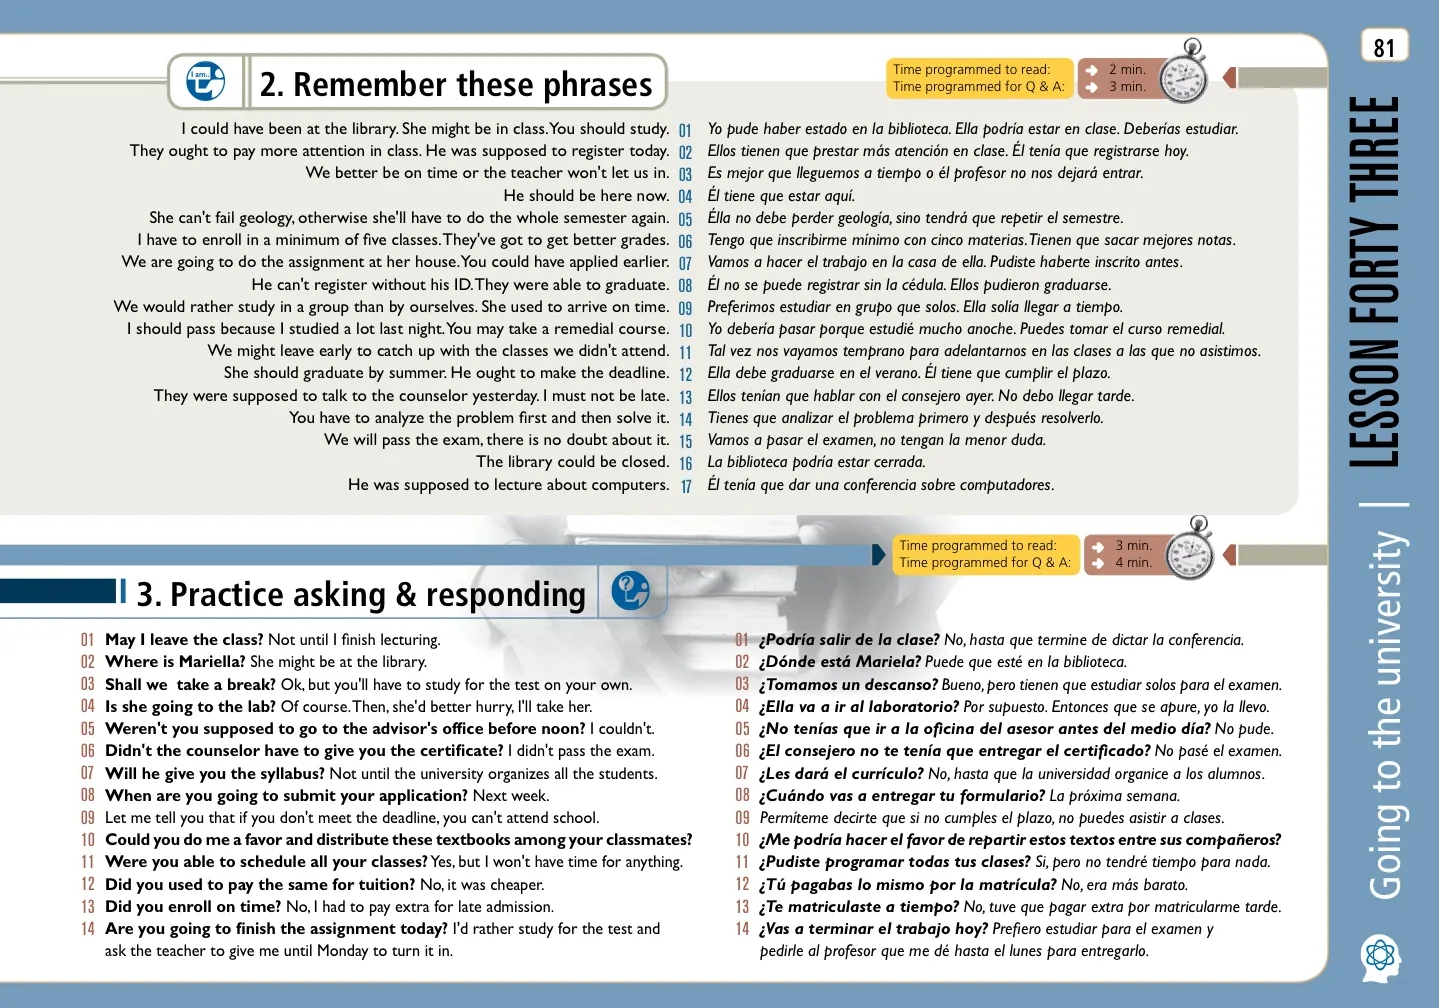 81
I am..
2. Remember these phrases
Time programmed to read: 2 min.
Time programmed for Q & A: 3 min.
I could have been at the library. She might be in class. You should study. 01 Yo pude haber estado en la biblioteca. Ella podría estar en clase. Deberías estudiar.
They ought to pay more attention in class. He was supposed to register today. 02 Ellos tienen que prestar más atención en clase. Él tenía que registrarse hoy.
We better be on time or the teacher won't let us in. 03 Es mejor que lleguemos a tiempo o él profesor no nos dejará entrar.
He should be here now. 04 Él tiene que estar aquí.
She can't fail geology, otherwise she'll have to do the whole semester again. 05 Élla no debe perder geología, sino tendrá que repetir el semestre.
I have to enroll in a minimum of five classes. They've got to get better grades. 06 Tengo que inscribirme mínimo con cinco materias. Tienen que sacar mejores notas.
We are going to do the assignment at her house. You could have applied earlier. 07 Vamos a hacer el trabajo en la casa de ella. Pudiste haberte inscrito antes.
He can't register without his ID. They were able to graduate. 08 Él no se puede registrar sin la cédula. Ellos pudieron graduarse.
We would rather study in a group than by ourselves. She used to arrive on time. 09 Preferimos estudiar en grupo que solos. Ella solía llegar a tiempo.
I should pass because I studied a lot last night. You may take a remedial course. 10 Yo debería pasar porque estudié mucho anoche. Puedes tomar el curso remedial.
We might leave early to catch up with the classes we didn't attend. 11 Tal vez nos vayamos temprano para adelantarnos en las clases a las que no asistimos.
She should graduate by summer. He ought to make the deadline. 12 Ella debe graduarse en el verano. Él tiene que cumplir el plazo.
They were supposed to talk to the counselor yesterday. I must not be late. 13 Ellos tenían que hablar con el consejero ayer. No debo llegar tarde.
You have to analyze the problem first and then solve it. 14 Tienes que analizar el problema primero y después resolverlo.
We will pass the exam, there is no doubt about it. 15 Vamos a pasar el examen, no tengan la menor duda.
The library could be closed. 16 La biblioteca podría estar cerrada.
He was supposed to lecture about computers. 17 Él tenía que dar una conferencia sobre computadores.
Time programmed to read: 3 min.
Time programmed for Q & A: 4 min.
3. Practice asking & responding
01 May I leave the class? Not until I finish lecturing.
02 Where is Mariella? She might be at the library.
03 Shall we take a break? Ok, but you'll have to study for the test on your own.
04 Is she going to the lab? Of course. Then, she'd better hurry, I'll take her.
05 Weren't you supposed to go to the advisor's office before noon? I couldn't.
06 Didn't the counselor have to give you the certificate? I didn't pass the exam.
07 Will he give you the syllabus? Not until the university organizes all the students.
08 When are you going to submit your application? Next week.
09 Let me tell you that if you don't meet the deadline, you can't attend school.
10 Could you do me a favor and distribute these textbooks among your classmates?
11 Were you able to schedule all your classes? Yes, but I won't have time for anything.
12 Did you used to pay the same for tuition? No, it was cheaper.
13 Did you enroll on time? No, I had to pay extra for late admission.
14 Are you going to finish the assignment today? I'd rather study for the test and
ask the teacher to give me until Monday to turn it in.
01 ¿Podría salir de la clase? No, hasta que termine de dictar la conferencia.
02 ¿Dónde está Mariela? Puede que esté en la biblioteca.
03 ¿Tomamos un descanso? Bueno, pero tienen que estudiar solos para el examen.
04 ¿Ella va a ir al laboratorio? Por supuesto. Entonces que se apure, yo la llevo.
05 ¿No tenías que ir a la oficina del asesor antes del medio día? No pude.
06 ¿El consejero no te tenía que entregar el certificado? No pasé el examen.
07 ¿Les dará el currículo? No, hasta que la universidad organice a los alumnos.
08 ¿Cuándo vas a entregar tu formulario? La próxima semana.
09 Permíteme decirte que si no cumples el plazo, no puedes asistir a clases.
10 ¿Me podría hacer el favor de repartir estos textos entre sus compañeros?
11 ¿Pudiste programar todas tus clases? Si, pero no tendré tiempo para nada.
12 ¿Tú pagabas lo mismo por la matrícula? No, era más barato.
13 ¿Te matriculaste a tiempo? No, tuve que pagar extra por matricularme tarde.
14 ¿Vas a terminar el trabajo hoy? Prefiero estudiar para el examen y
pedirle al profesor que me dé hasta el lunes para entregarlo.
Going to the university | LESSON FORTY THREE